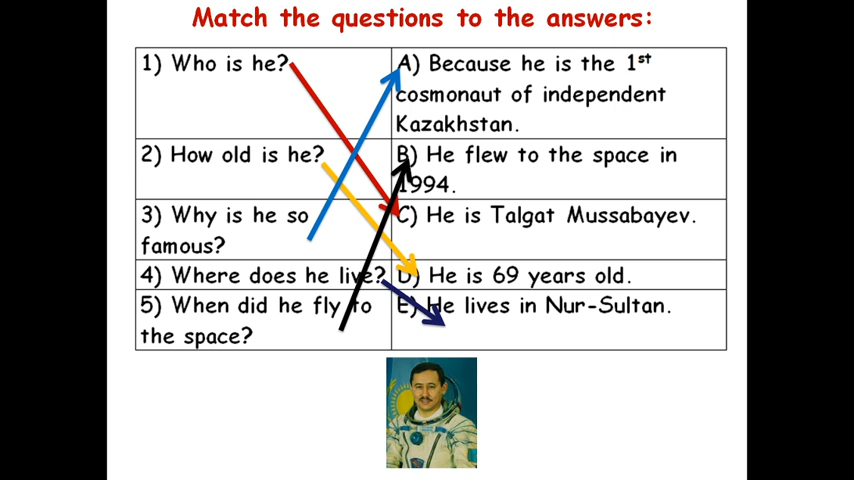 Match the questions to the answers:
1) Who is he?
A) Because he is the 1st
cosmonaut of independent
Kazakhstan.
2) How old is he?
B) He flew to the space in
1994.
3) Why is he so
famous?
C) He is Talgat Mussabayev.
4) Where does he live?
D) He is 69 years old.
5) When did he fly to
the space?
E) He lives in Nur-Sultan.